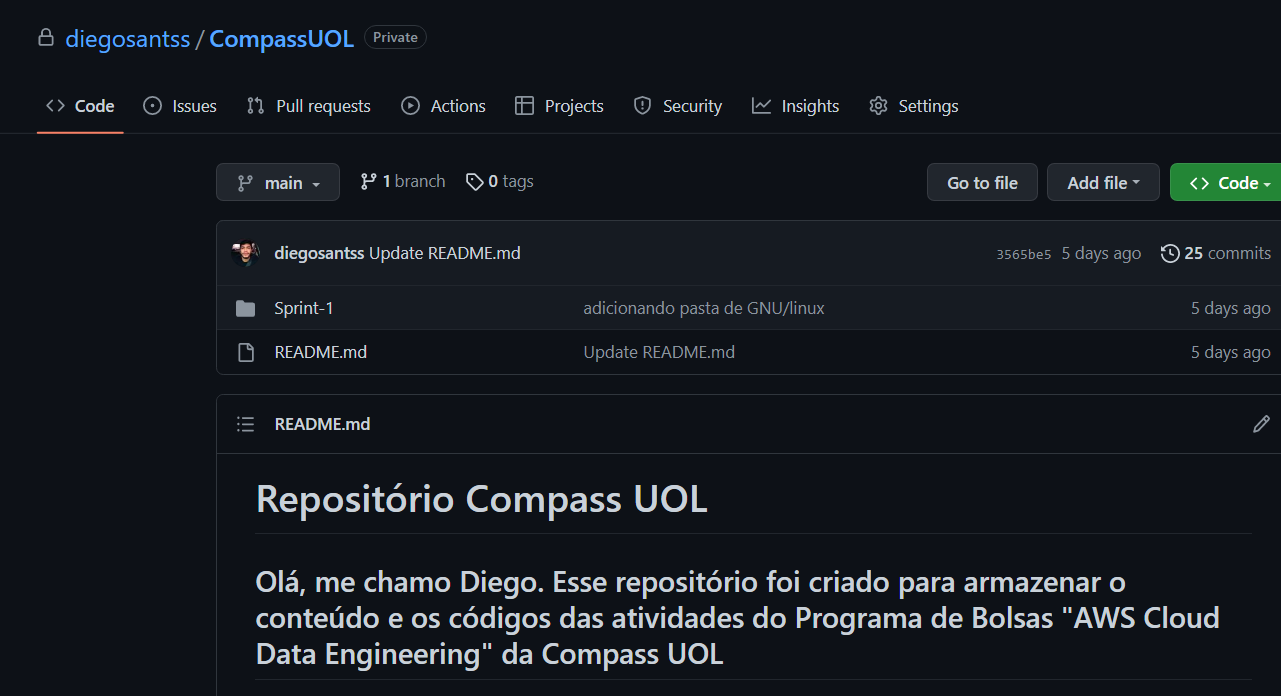 diegosantss / CompassUOL Private
Code Issues Pull requests Actions Projects Security Insights Settings
main 1 branch 0 tags Go to file Add file Code
diegosantss Update README.md 3565be5 5 days ago 25 commits
Sprint-1 adicionando pasta de GNU/linux 5 days ago
README.md Update README.md 5 days ago
README.md
Repositório Compass UOL
Olá, me chamo Diego. Esse repositório foi criado para armazenar o
conteúdo e os códigos das atividades do Programa de Bolsas "AWS Cloud
Data Engineering" da Compass UOL